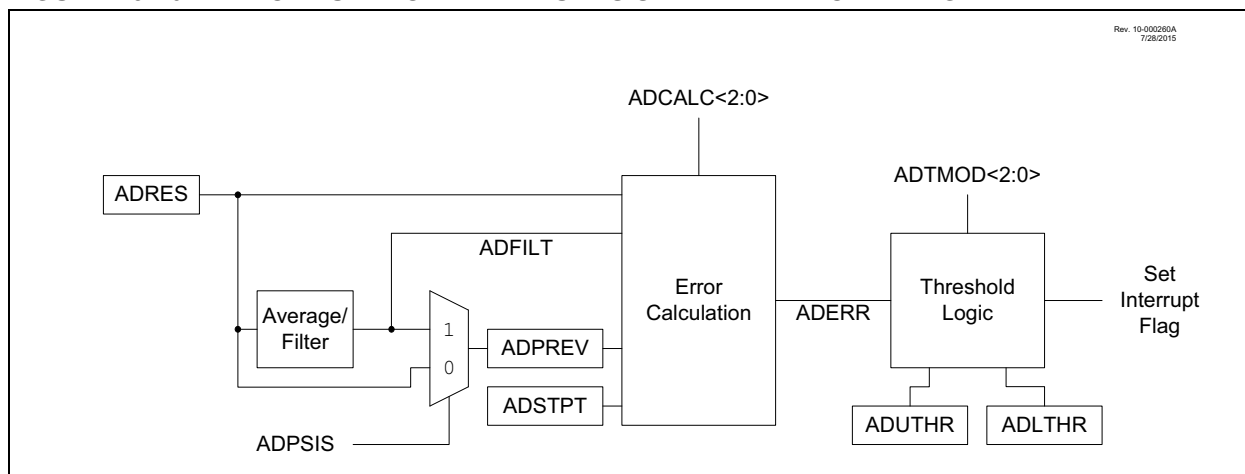 Rev. 10-000260A
7/28/2015
ADCALC<2:0>
ADTMOD<2:0>
ADRES
ADFILT
Average/
Filter
1
0
ADPREV
ADSTPT
ADPSIS
Error
Calculation
ADERR
Threshold
Logic
Set
Interrupt
Flag
ADUTHR
ADLTHR